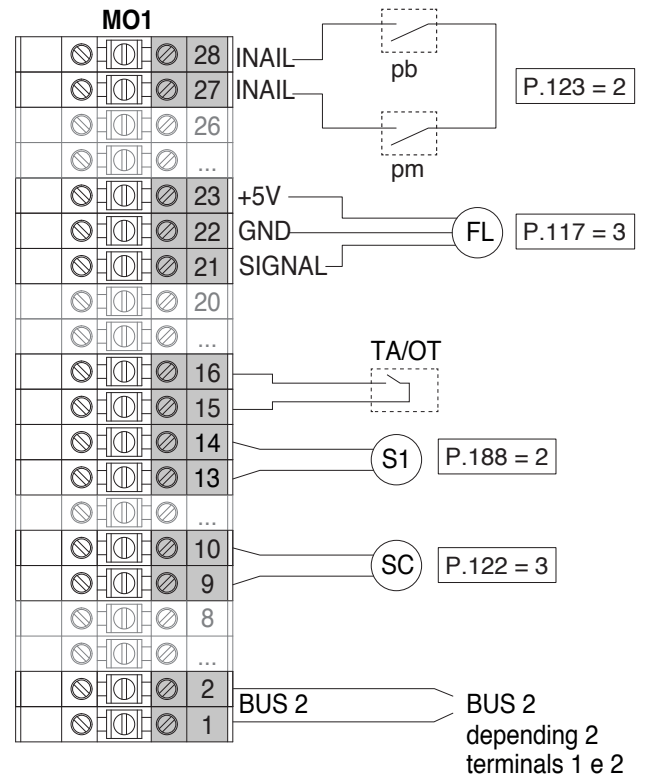 MO1
28 INAIL
pb
27 INAIL
P.123 = 2
26
pm
...
23 +5V
22 GND
FL
P.117 = 3
21 SIGNAL
20
...
TA/OT
16
15
14
S1
P.188 = 2
13
...
10
SC
P.122 = 3
9
8
...
2
BUS 2
BUS 2
1
depending 2
terminals 1 e 2